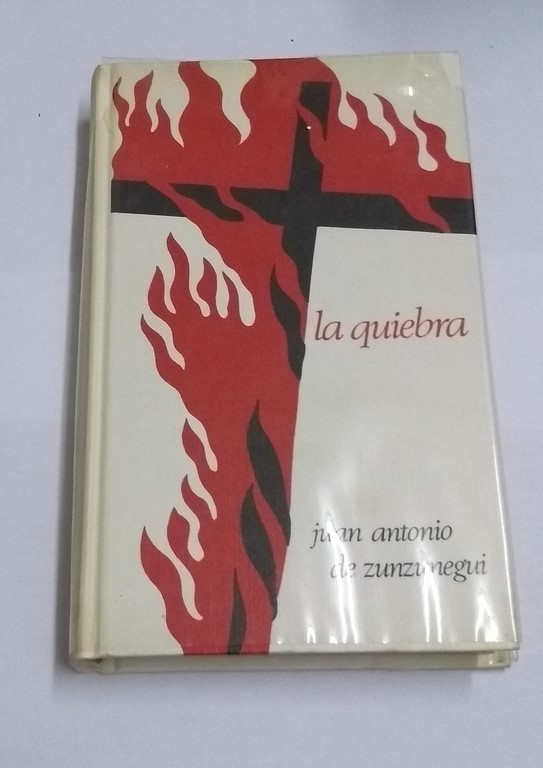 la quiebra
juan antonio
de zunzunegui